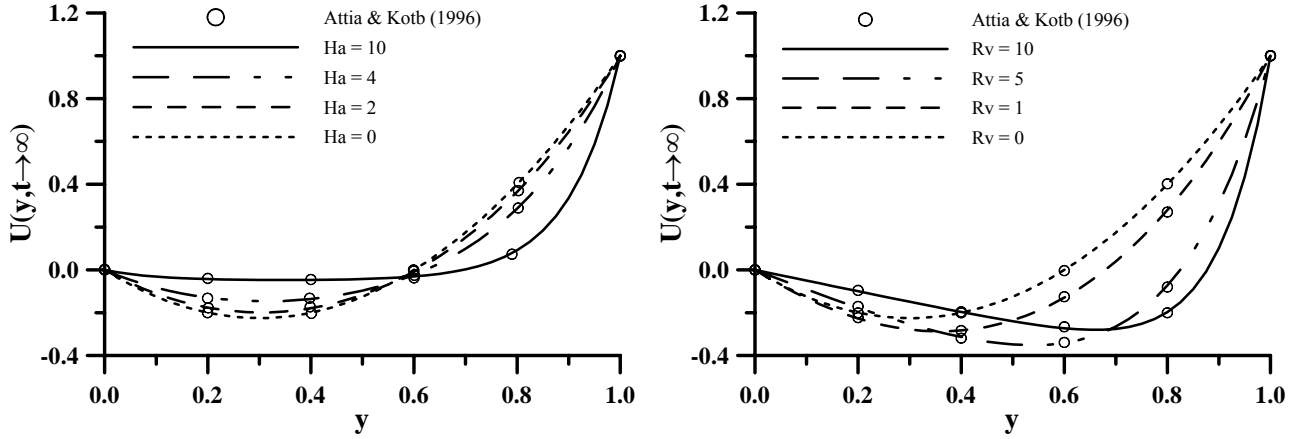 1.2
0.8
0.4
0.0
-0.4
U(y,t→∞)
Attia & Kotb (1996)
Ha = 10
Ha = 4
Ha = 2
Ha = 0
0.0 0.2 0.4 0.6 0.8 1.0
y
1.2
0.8
0.4
0.0
-0.4
U(y,t→∞)
Attia & Kotb (1996)
Rv = 10
Rv = 5
Rv = 1
Rv = 0
0.0 0.2 0.4 0.6 0.8 1.0
y